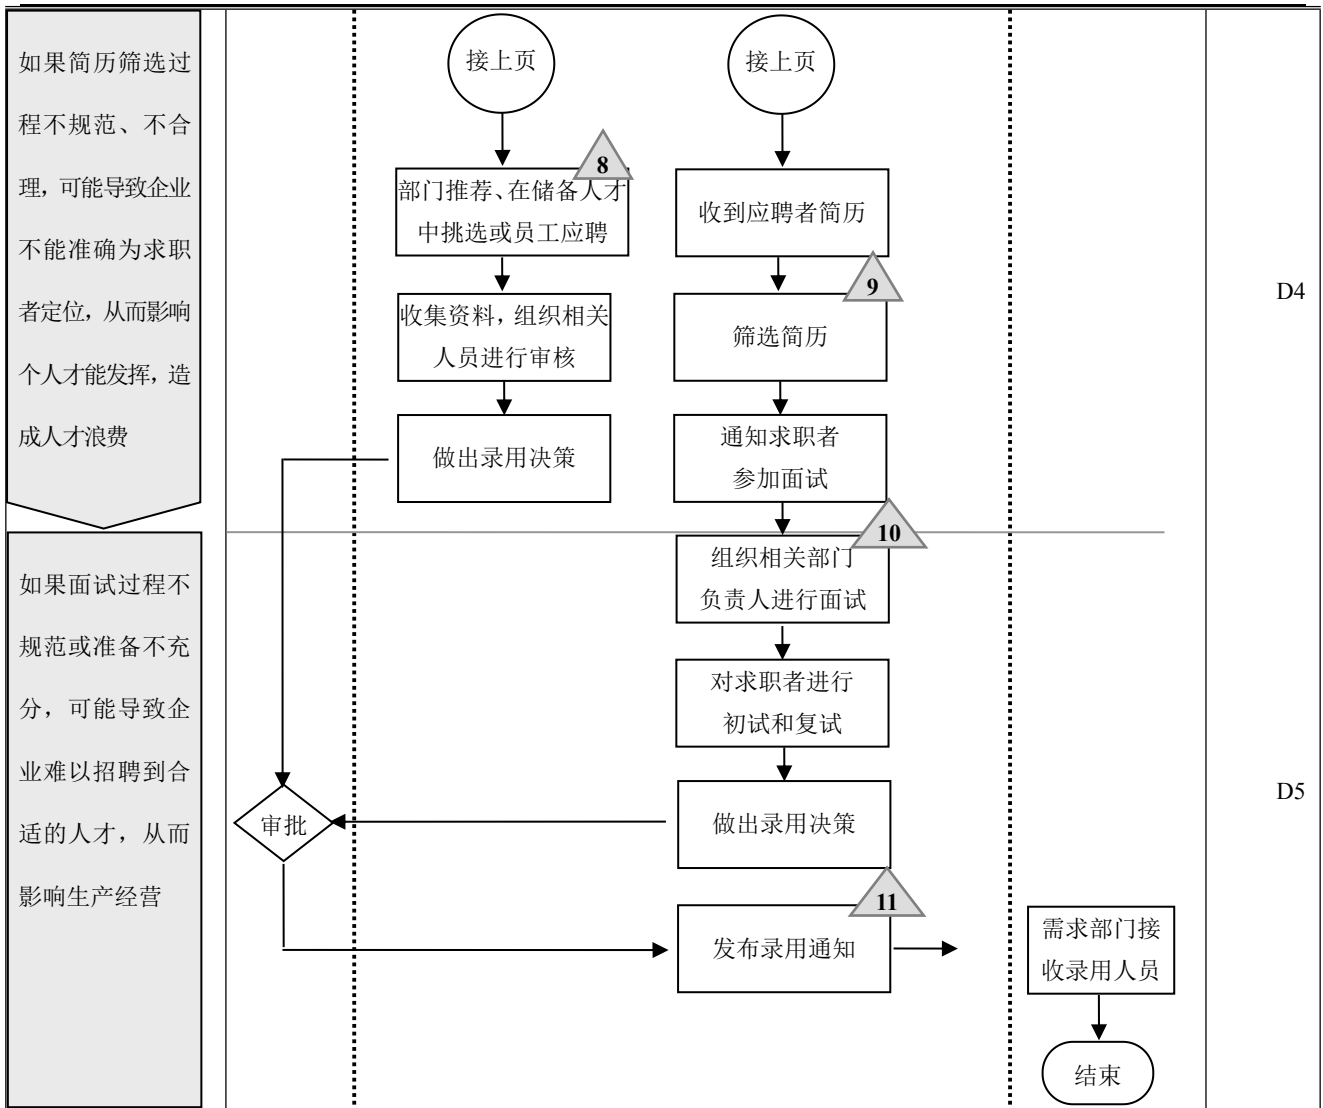 如果简历筛选过
程不规范、不合
理，可能导致企业
不能准确为求职
者定位，从而影响
个人才能发挥，造
成人才浪费
如果面试过程不
规范或准备不充
分，可能导致企
业难以招聘到合
适的人才，从而
影响生产经营
审批
接上页
8
部门推荐、在储备人才
中挑选或员工应聘
收集资料，组织相关
人员进行审核
做出录用决策
接上页
收到应聘者简历
9
筛选简历
通知求职者
参加面试
10
组织相关部门
负责人进行面试
对求职者进行
初试和复试
做出录用决策
11
发布录用通知
需求部门接
收录用人员
结束
D4
D5